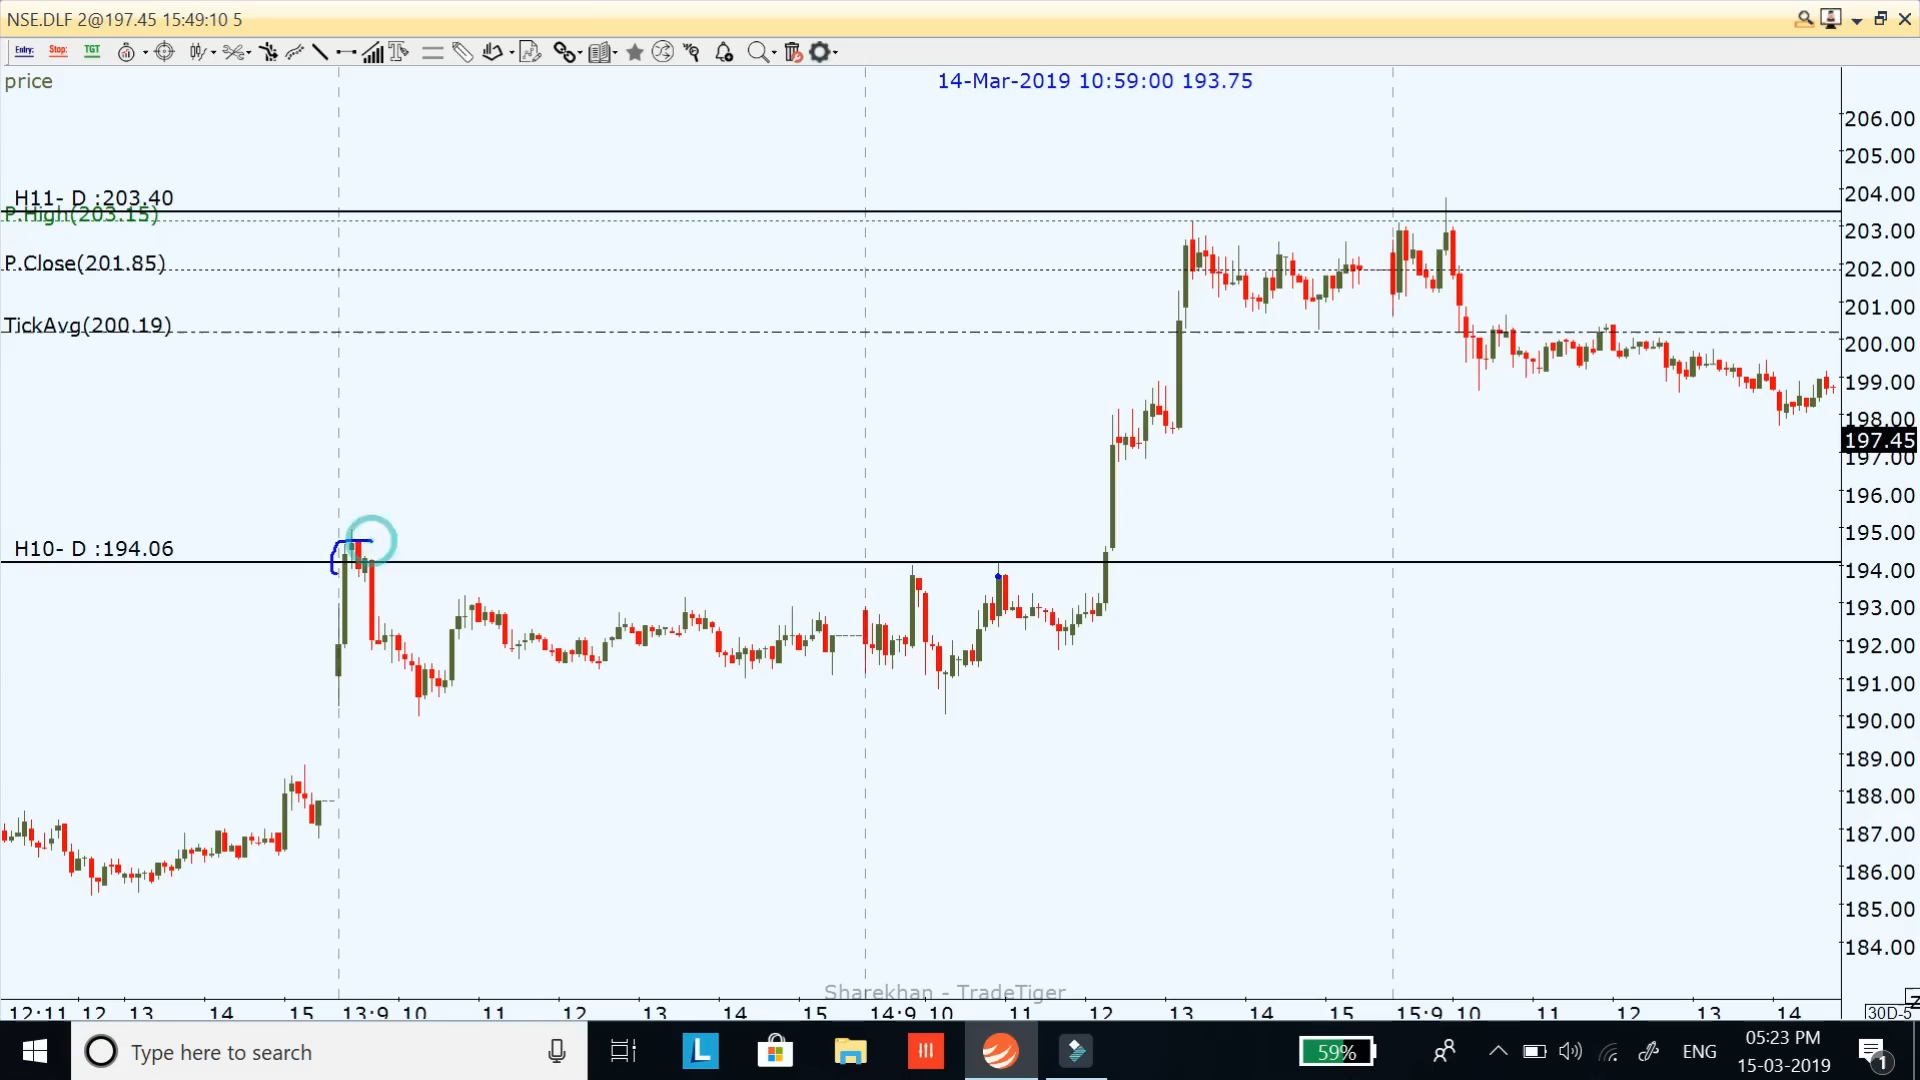 NSE.DLF 2@197.45 15:49:10 5
Entry: Stop: TGT
price
14-Mar-2019 10:59:00 193.75
206.00
205.00
204.00
203.00
202.00
201.00
200.00
199.00
198.00
197.45
197.00
196.00
195.00
194.00
193.00
192.00
191.00
190.00
189.00
188.00
187.00
186.00
185.00
184.00
H11- D :203.40
P.High(203.15)
P.Close(201.85)
TickAvg(200.19)
H10- D :194.06
Sharekhan - TradeTiger
12:11 12 13 14 15 13:9 10 11 12 13 14 15 14:9 10 11 12 13 14 15 15:9 10 11 12 13 14
30D-5
Type here to search
L
59%
ENG
05:23 PM
15-03-2019
1